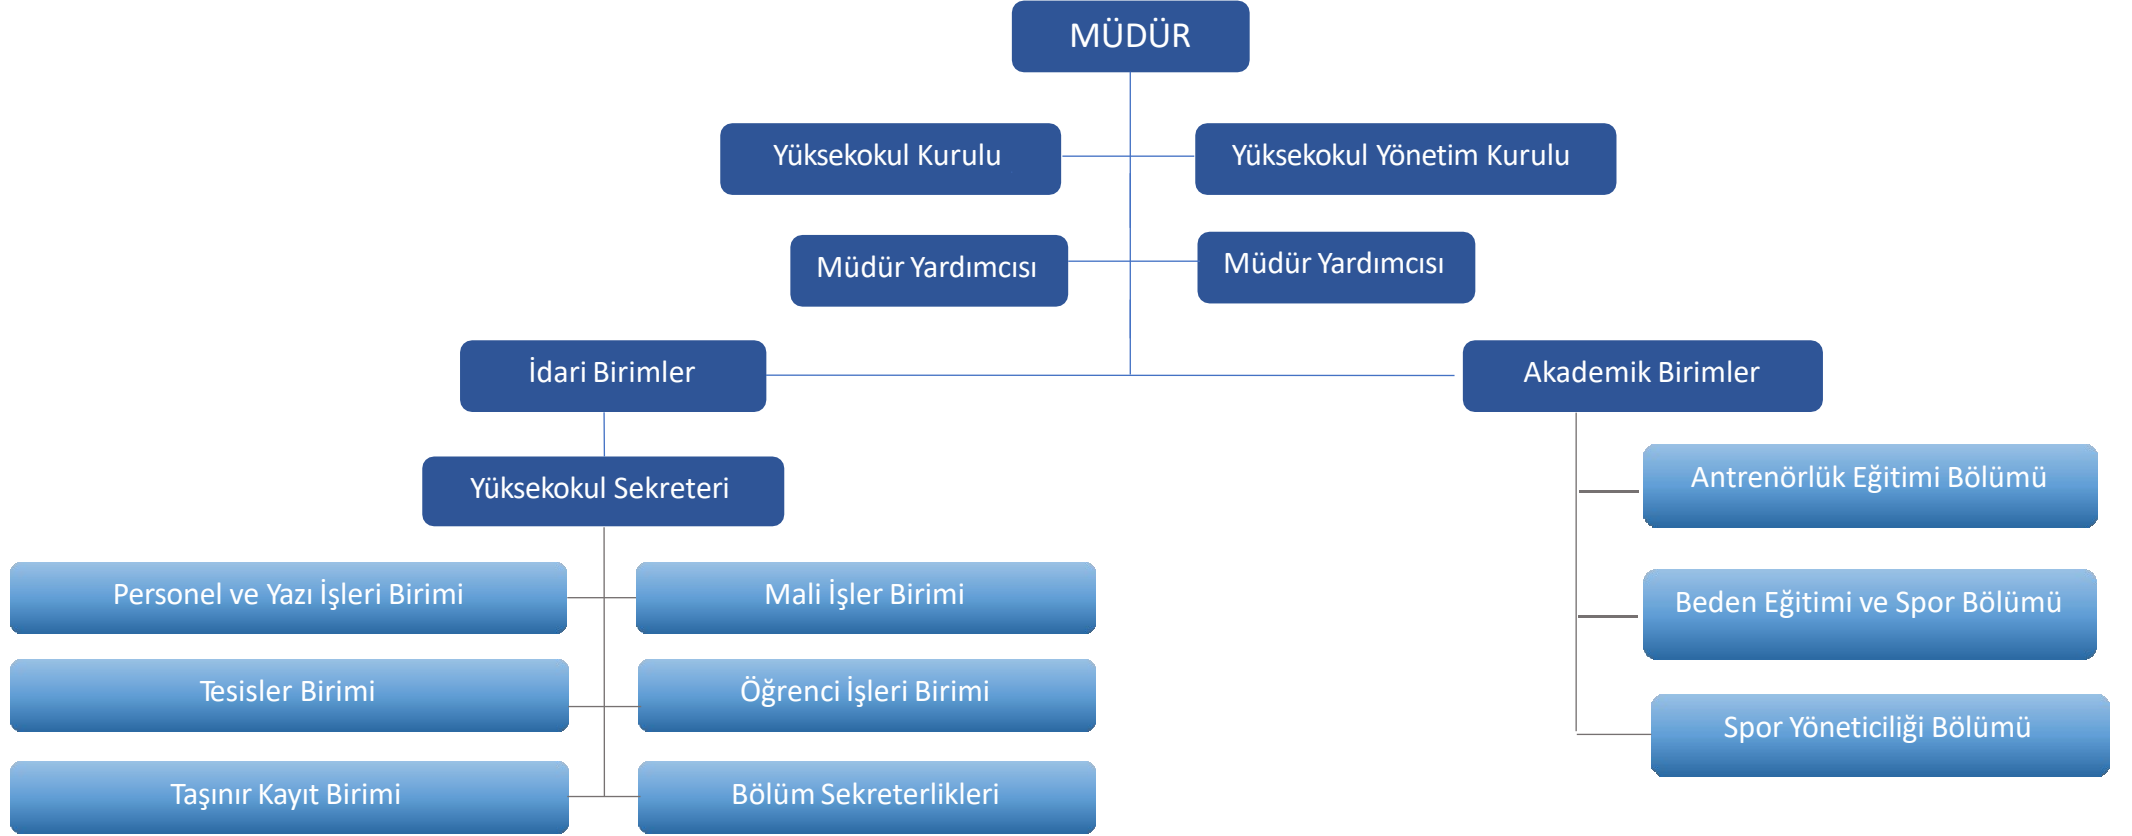 MÜDÜR
Yüksekokul Kurulu
Yüksekokul Yönetim Kurulu
Müdür Yardımcısı
Müdür Yardımcısı
İdari Birimler
Akademik Birimler
Yüksekokul Sekreteri
Antrenörlük Eğitimi Bölümü
Personel ve Yazı İşleri Birimi
Mali İşler Birimi
Beden Eğitimi ve Spor Bölümü
Tesisler Birimi
Öğrenci İşleri Birimi
Spor Yöneticiliği Bölümü
Taşınır Kayıt Birimi
Bölüm Sekreterlikleri